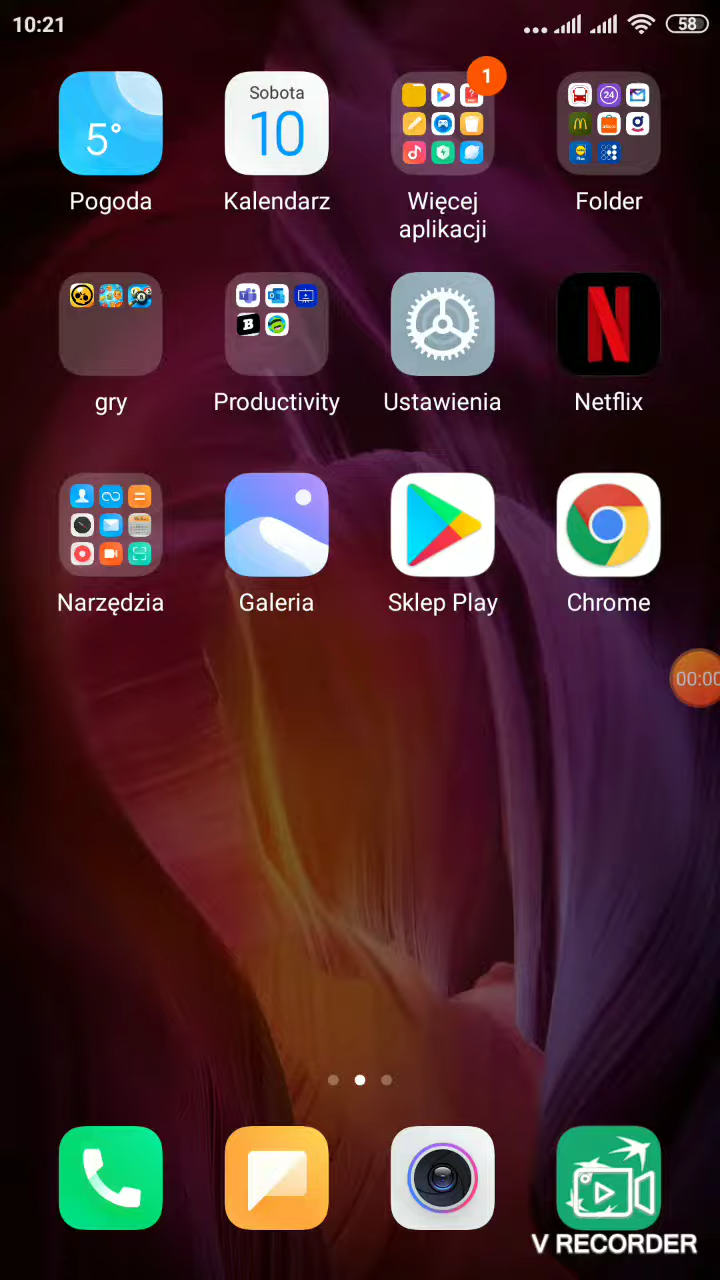 10:21
58
5°
Sobota
10
1
24
Pogoda
Kalendarz
Więcej
aplikacji
Folder
gry
Productivity
Ustawienia
Netflix
Narzędzia
Galeria
Sklep Play
Chrome
00:00
V RECORDER